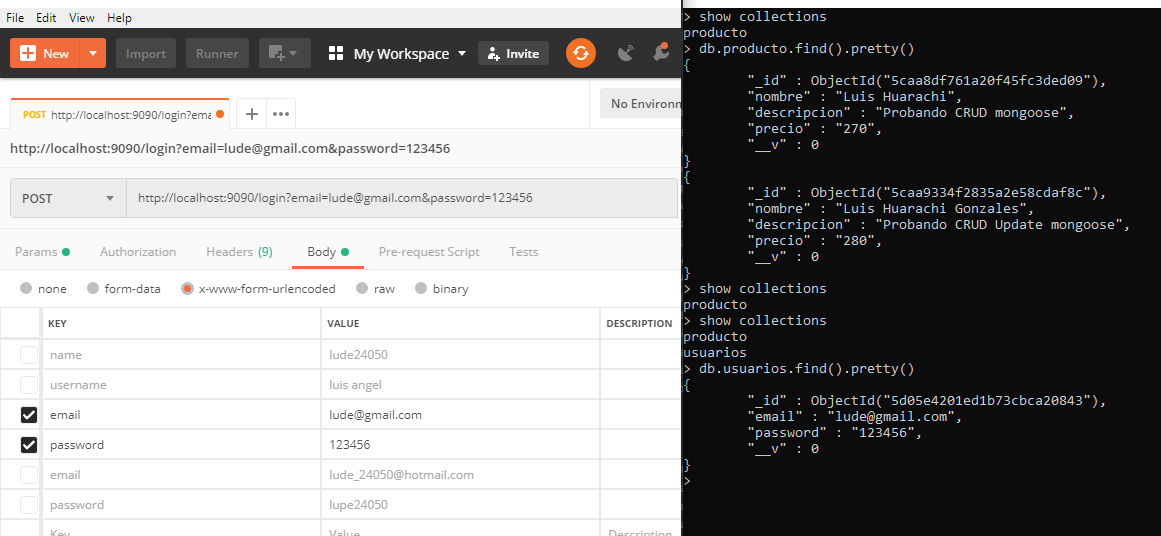 File Edit View Help
New Import Runner My Workspace Invite
POST http://localhost:9090/login?ema
No Environm
http://localhost:9090/login?email=lude@gmail.com&password=123456
POST http://localhost:9090/login?email=lude@gmail.com&password=123456
Params Authorization Headers (9) Body Pre-request Script Tests
none form-data x-www-form-urlencoded raw binary
KEY VALUE DESCRIPTION
name lude24050
username luis angel
email lude@gmail.com
password 123456
email lude_24050@hotmail.com
password lupe24050
Key Value Description
> show collections
producto
> db.producto.find().pretty()
{
"_id" : ObjectId("5caa8df761a20f45fc3ded09"),
"nombre" : "Luis Huarachi",
"descripcion" : "Probando CRUD mongoose",
"precio" : "270",
"__v" : 0
}
{
"_id" : ObjectId("5caa9334f2835a2e58cdaf8c"),
"nombre" : "Luis Huarachi Gonzales",
"descripcion" : "Probando CRUD Update mongoose",
"precio" : "280",
"__v" : 0
}
> show collections
producto
> show collections
producto
usuarios
> db.usuarios.find().pretty()
{
"_id" : ObjectId("5d05e4201ed1b73cbca20843"),
"email" : "lude@gmail.com",
"password" : "123456",
"__v" : 0
}
>